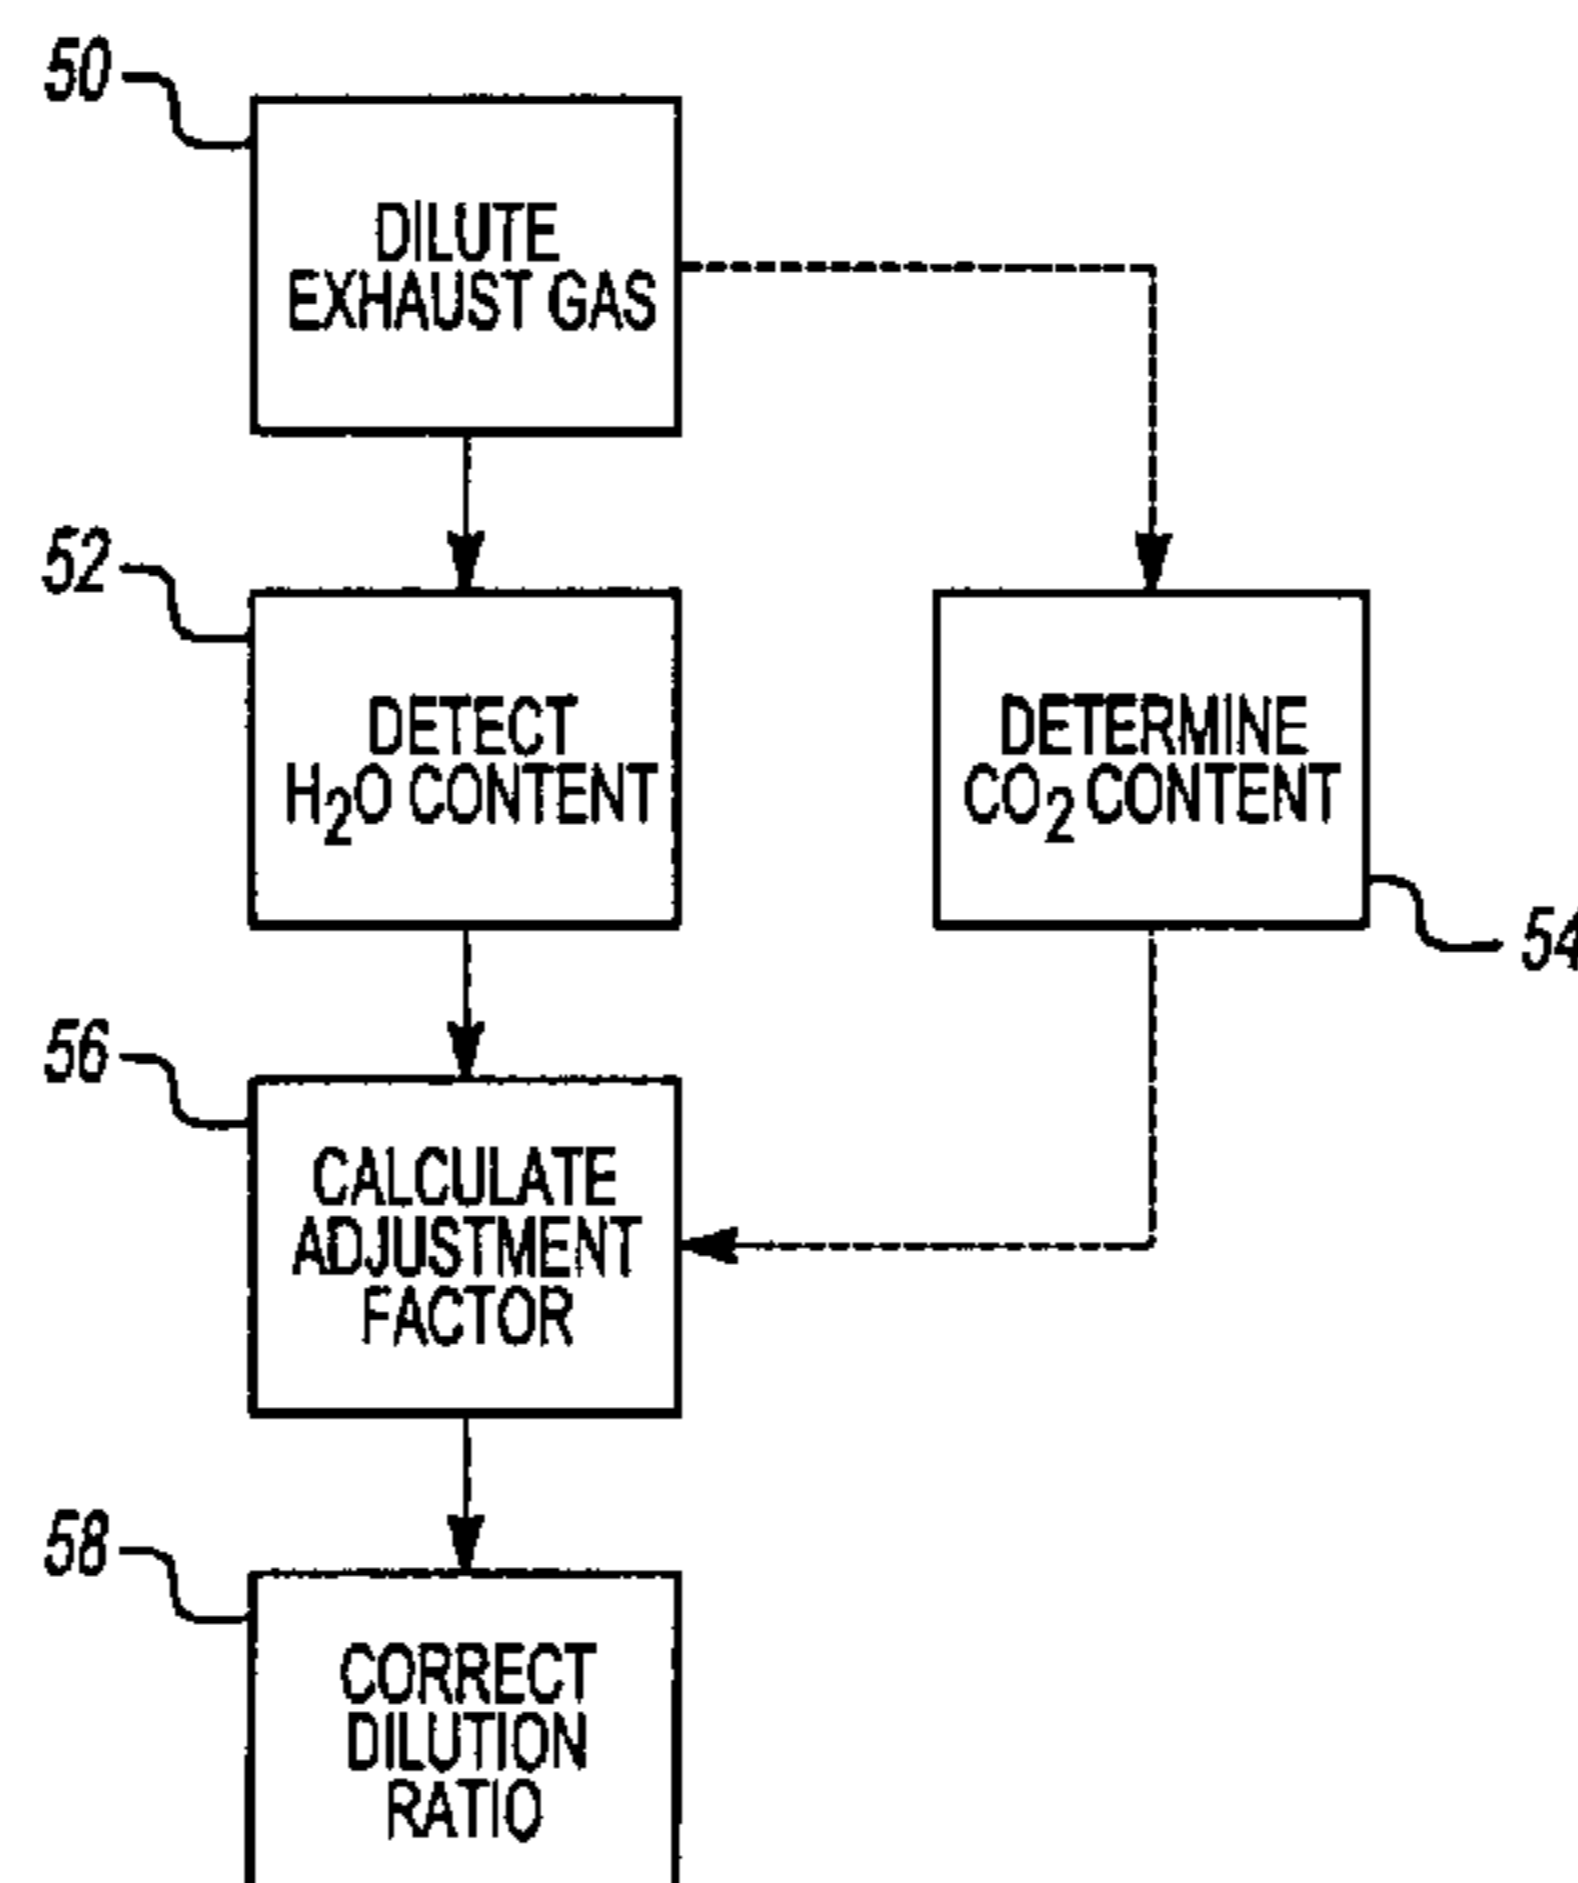 50
DILUTE
EXHAUST GAS
52
DETECT
H₂O CONTENT
DETERMINE
CO₂ CONTENT
54
56
CALCULATE
ADJUSTMENT
FACTOR
58
CORRECT
DILUTION
RATIO